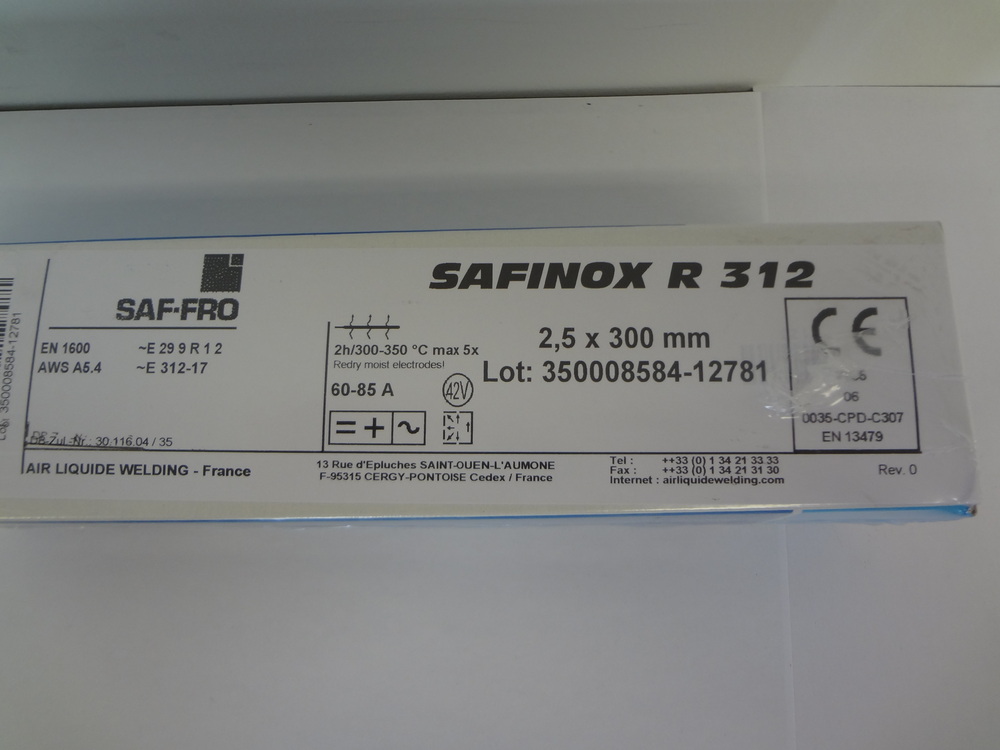 SAF-FRO
SAFINOX R 312
EN 1600 ~E 29 9 R 1 2
AWS A5.4 ~E 312-17
2h/300-350 °C max 5x
Redry moist electrodes!
60-85 A
42V
= + ~
2,5 x 300 mm
Lot: 350008584-12781
CE
06
0035-CPD-C307
EN 13479
DB-Zul.-Nr.: 30.116.04 / 35
AIR LIQUIDE WELDING - France
13 Rue d'Epluches SAINT-OUEN-L'AUMONE
F-95315 CERGY-PONTOISE Cedex / France
Tel : ++33 (0) 1 34 21 33 33
Fax : ++33 (0) 1 34 21 31 30
Internet : airliquidewelding.com
Rev. 0
350008584-12781